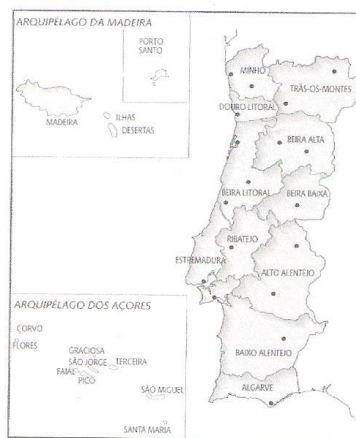 ARQUIPÉLAGO DA MADEIRA
PORTO
SANTO
MADEIRA
ILHAS
DESERTAS
MINHO
TRÁS-OS-MONTES
DOURO LITORAL
BEIRA ALTA
BEIRA LITORAL
BEIRA BAIXA
RIBATEJO
ESTREMADURA
ALTO ALENTEJO
BAIXO ALENTEJO
ALGARVE
ARQUIPÉLAGO DOS AÇORES
CORVO
FLORES
GRACIOSA
SÃO JORGE
TERCEIRA
FAIAL
PICO
SÃO MIGUEL
SANTA MARIA